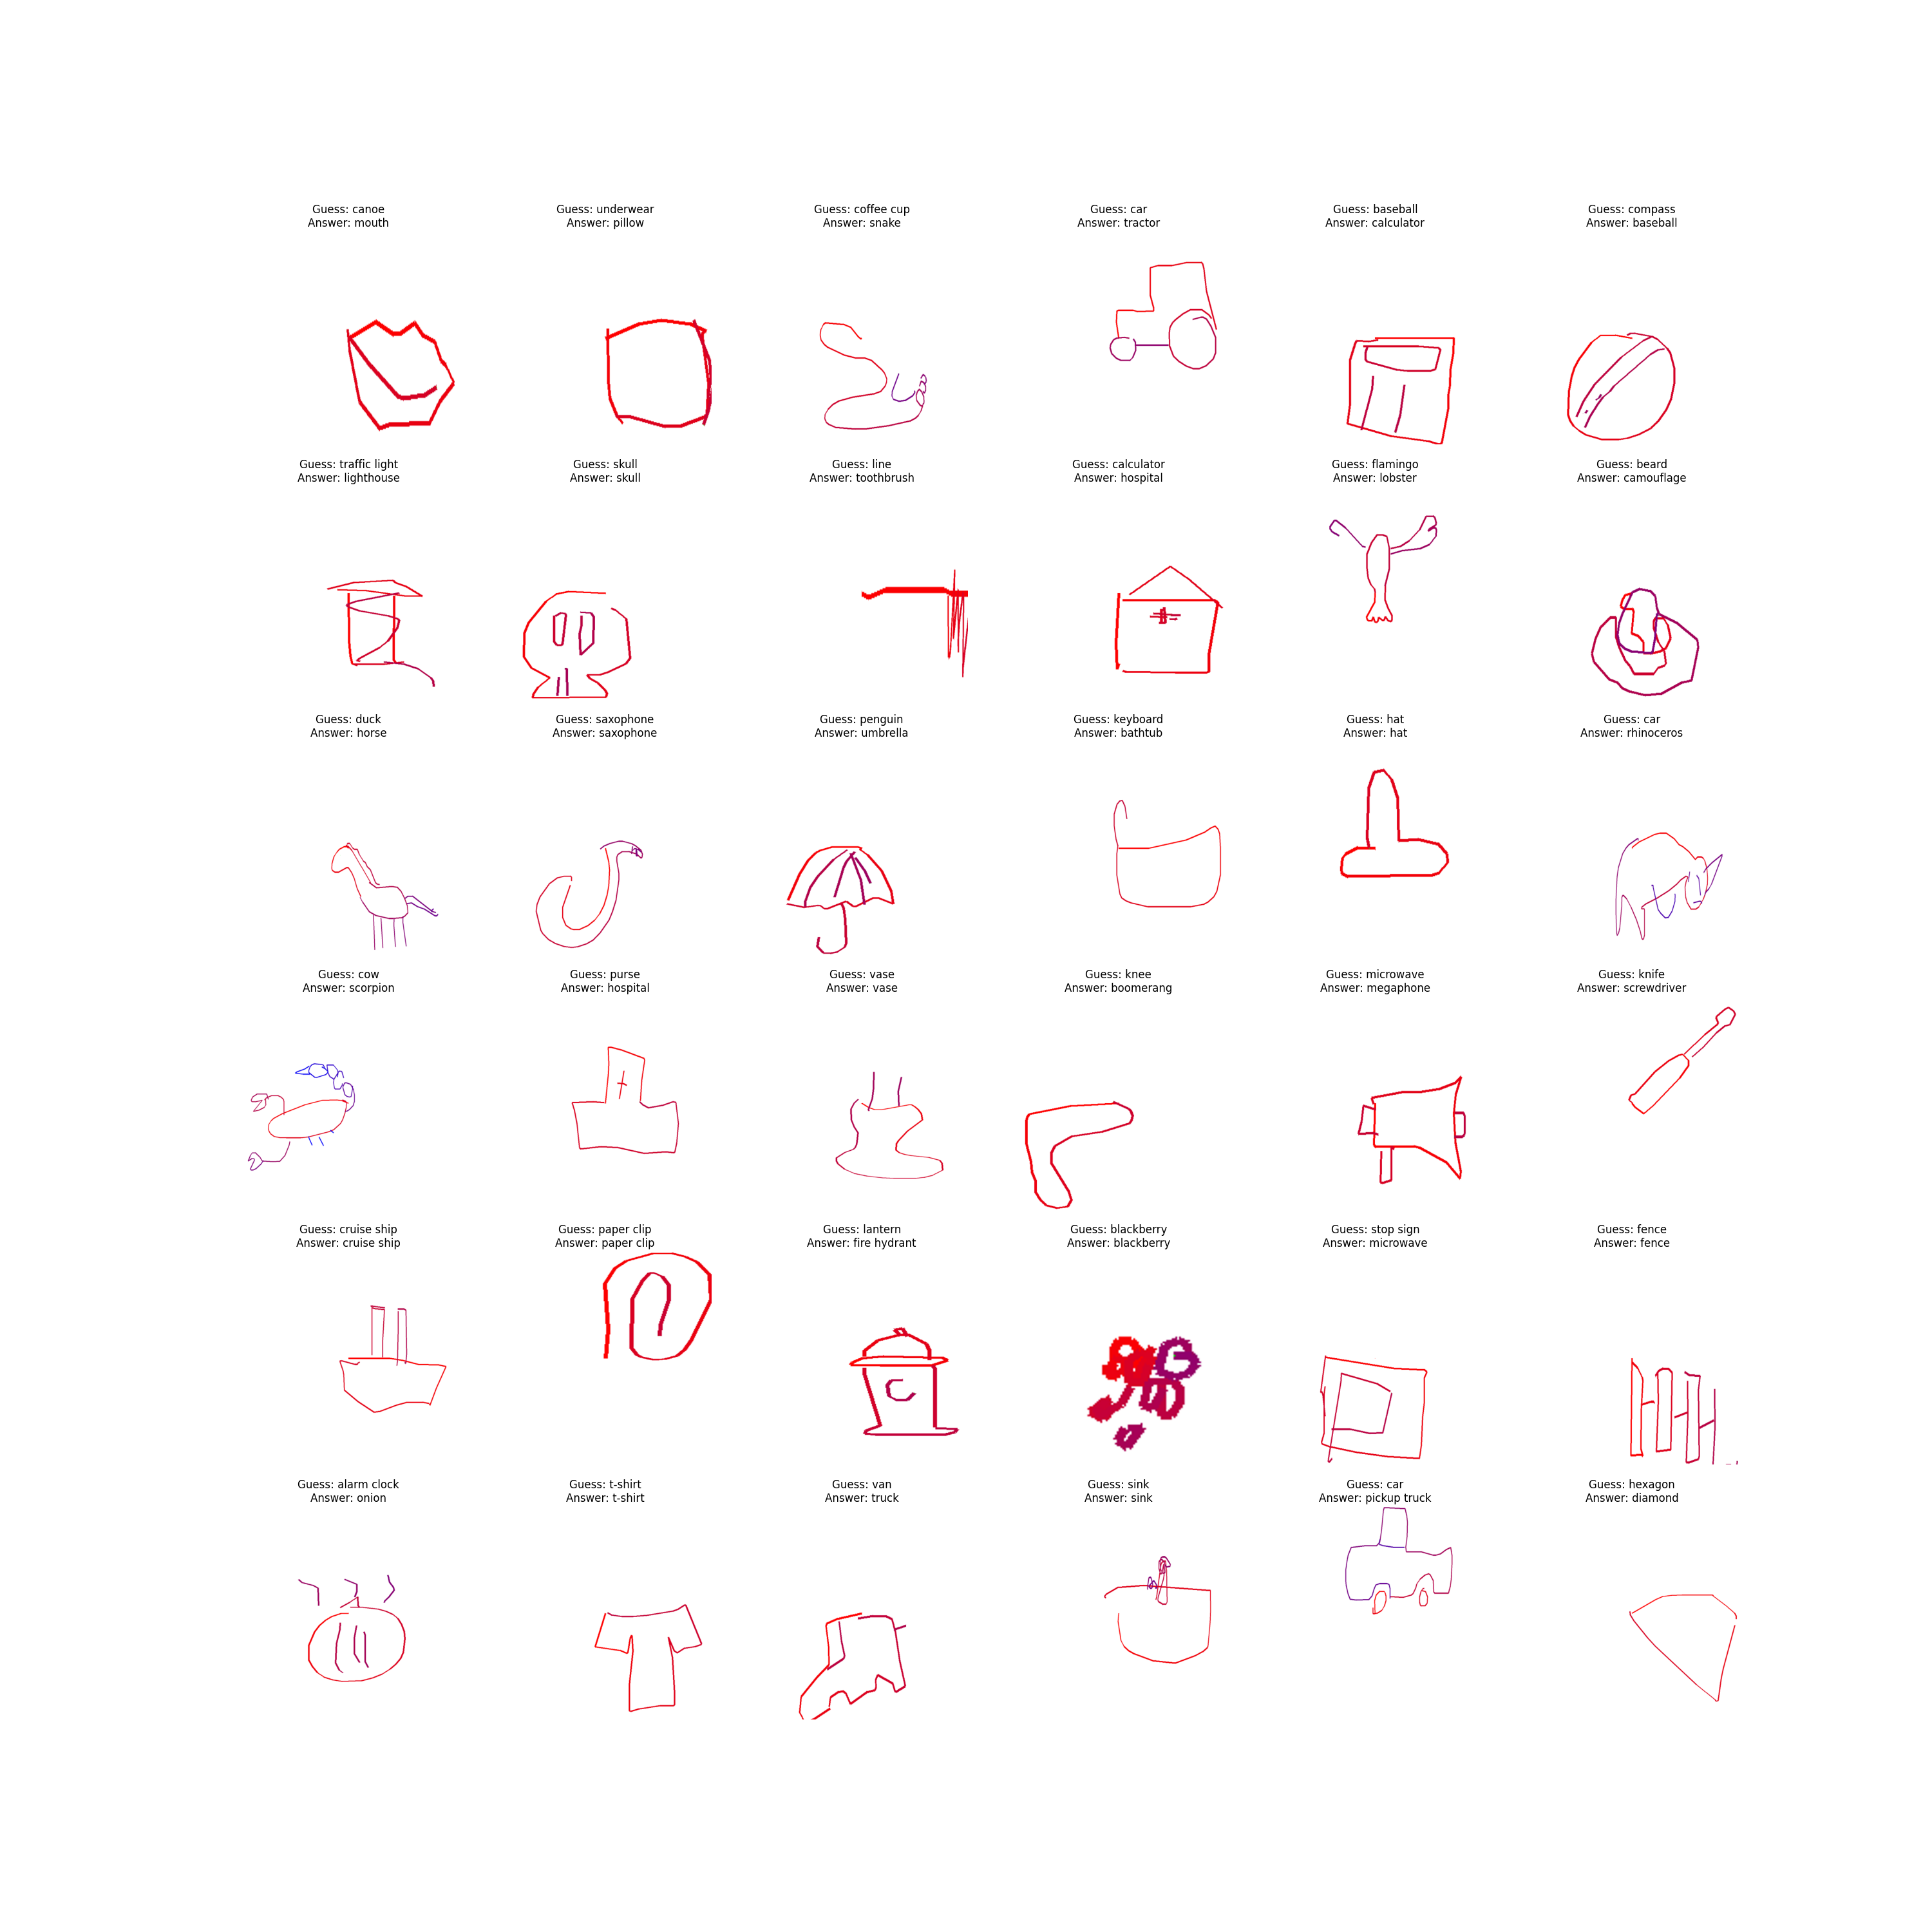 Guess: canoe
Answer: mouth
Guess: underwear
Answer: pillow
Guess: coffee cup
Answer: snake
Guess: car
Answer: tractor
Guess: baseball
Answer: calculator
Guess: compass
Answer: baseball
Guess: traffic light
Answer: lighthouse
Guess: skull
Answer: skull
Guess: line
Answer: toothbrush
Guess: calculator
Answer: hospital
Guess: flamingo
Answer: lobster
Guess: beard
Answer: camouflage
Guess: duck
Answer: horse
Guess: saxophone
Answer: saxophone
Guess: penguin
Answer: umbrella
Guess: keyboard
Answer: bathtub
Guess: hat
Answer: hat
Guess: car
Answer: rhinoceros
Guess: cow
Answer: scorpion
Guess: purse
Answer: hospital
Guess: vase
Answer: vase
Guess: knee
Answer: boomerang
Guess: microwave
Answer: megaphone
Guess: knife
Answer: screwdriver
Guess: cruise ship
Answer: cruise ship
Guess: paper clip
Answer: paper clip
Guess: lantern
Answer: fire hydrant
Guess: blackberry
Answer: blackberry
Guess: stop sign
Answer: microwave
Guess: fence
Answer: fence
Guess: alarm clock
Answer: onion
Guess: t-shirt
Answer: t-shirt
Guess: van
Answer: truck
Guess: sink
Answer: sink
Guess: car
Answer: pickup truck
Guess: hexagon
Answer: diamond